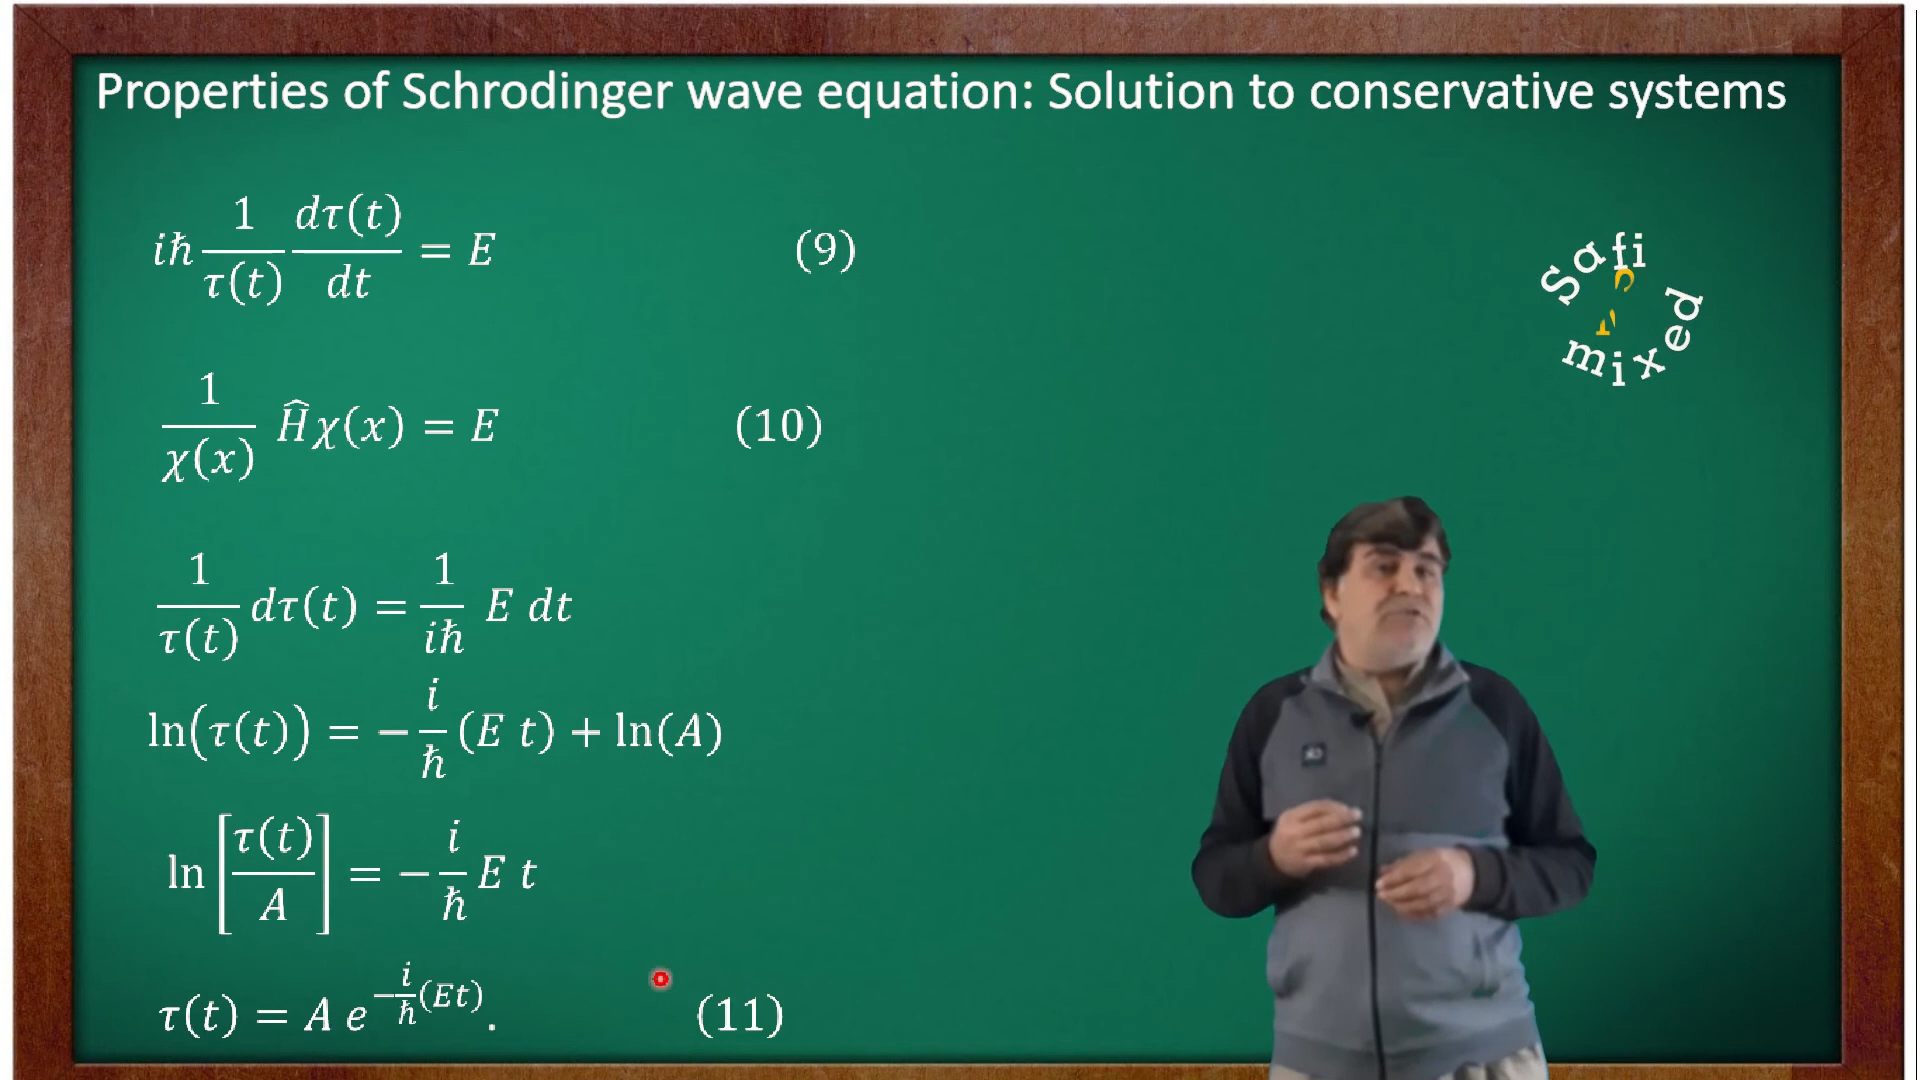 Properties of Schrodinger wave equation: Solution to conservative systems
iħ 1/τ(t) dτ(t)/dt = E (9)
Safi
mixed
1/χ(x) Ĥχ(x) = E (10)
1/τ(t) dτ(t) = 1/iħ E dt
ln(τ(t)) = − i/ħ (E t) + ln(A)
ln[τ(t)/A] = − i/ħ E t
τ(t) = A e^{−i/ħ(Et)}. (11)